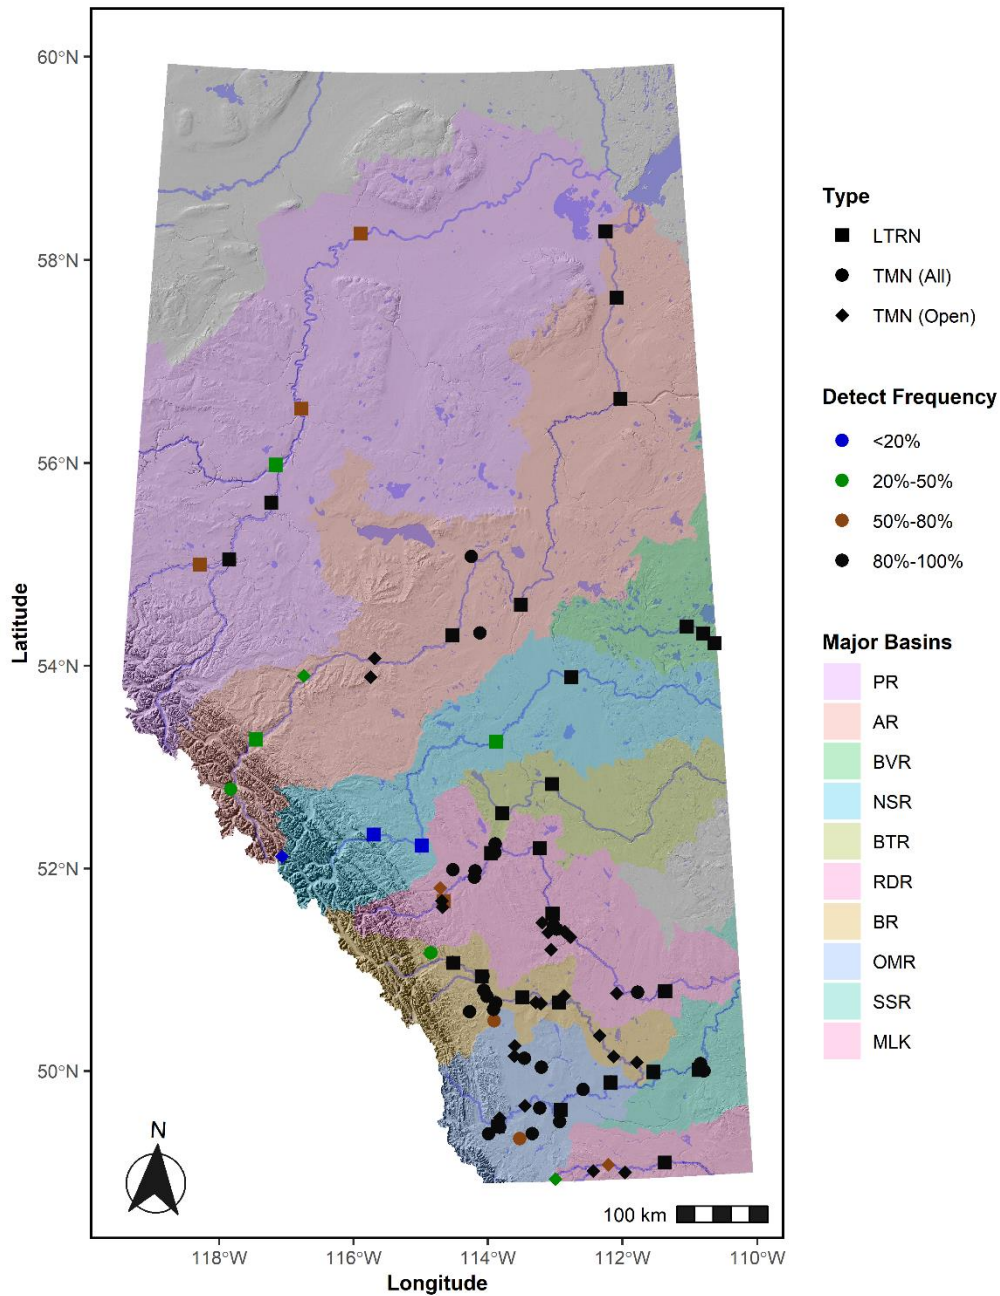 60°N
58°N
56°N
54°N
52°N
50°N
Latitude
118°W
116°W
114°W
112°W
110°W
Longitude
N
100 km
Type
LTRN
TMN (All)
TMN (Open)
Detect Frequency
<20%
20%-50%
50%-80%
80%-100%
Major Basins
PR
AR
BVR
NSR
BTR
RDR
BR
OMR
SSR
MLK